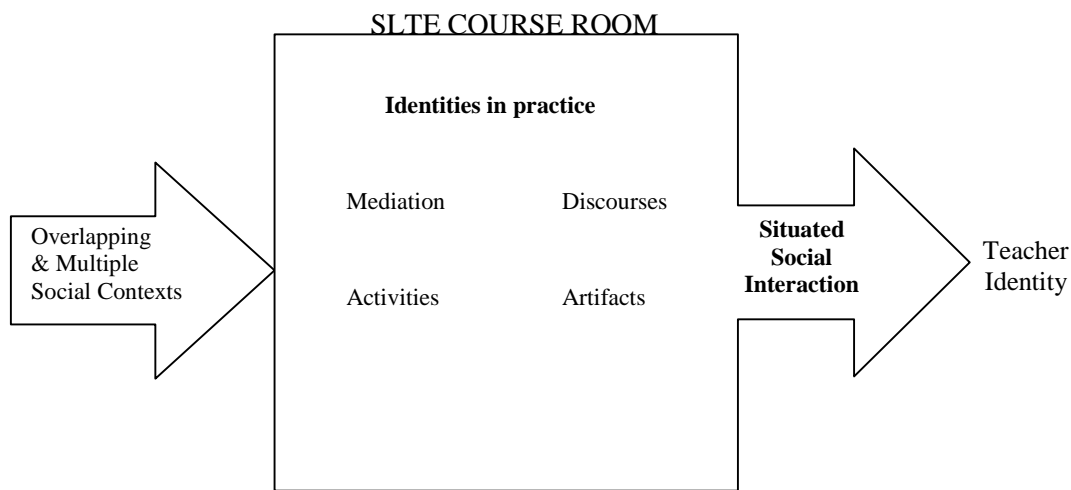 SLTE COURSE ROOM
Identities in practice
Mediation
Discourses
Activities
Artifacts
Overlapping
& Multiple
Social Contexts
Situated
Social
Interaction
Teacher
Identity